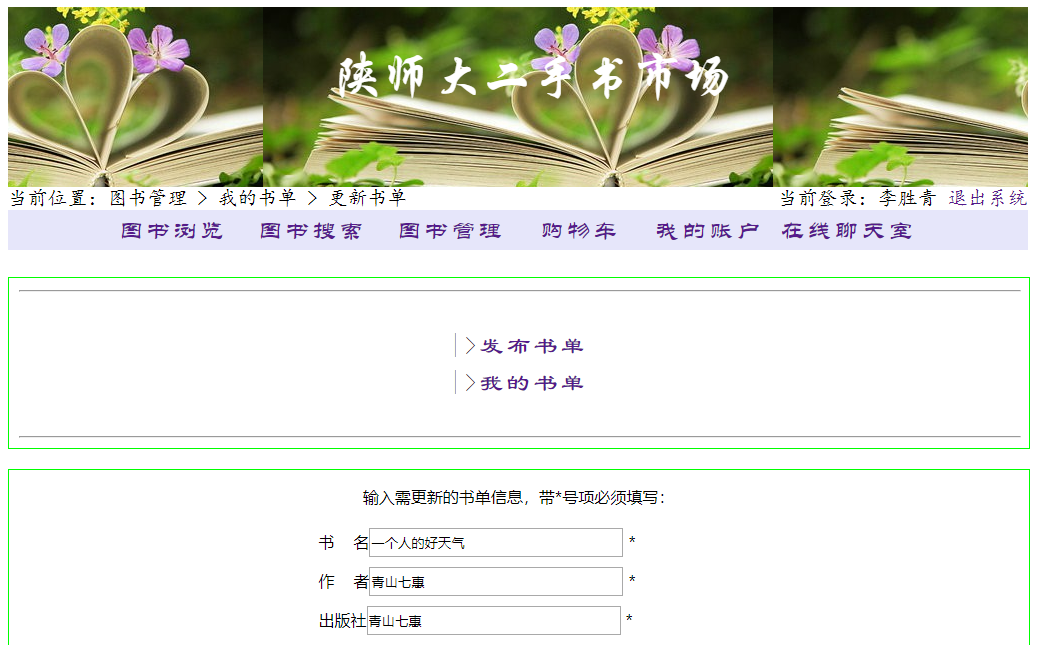 陕师大二手书市场
当前位置：图书管理 > 我的书单 > 更新书单 当前登录：李胜青 退出系统
图书浏览 图书搜索 图书管理 购物车 我的账户 在线聊天室
>发布书单
>我的书单
输入需更新的书单信息，带*号项必须填写：
书 名 一个人的好天气 *
作 者 青山七惠 *
出版社 青山七惠 *